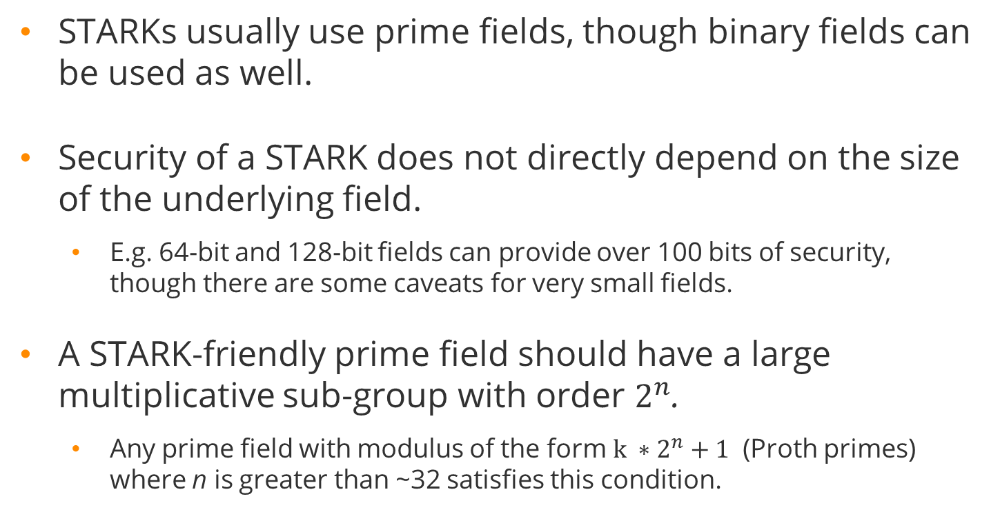 • STARKs usually use prime fields, though binary fields can
be used as well.
• Security of a STARK does not directly depend on the size
of the underlying field.
• E.g. 64-bit and 128-bit fields can provide over 100 bits of security,
though there are some caveats for very small fields.
• A STARK-friendly prime field should have a large
multiplicative sub-group with order 2ⁿ.
• Any prime field with modulus of the form k * 2ⁿ + 1 (Proth primes)
where n is greater than ~32 satisfies this condition.